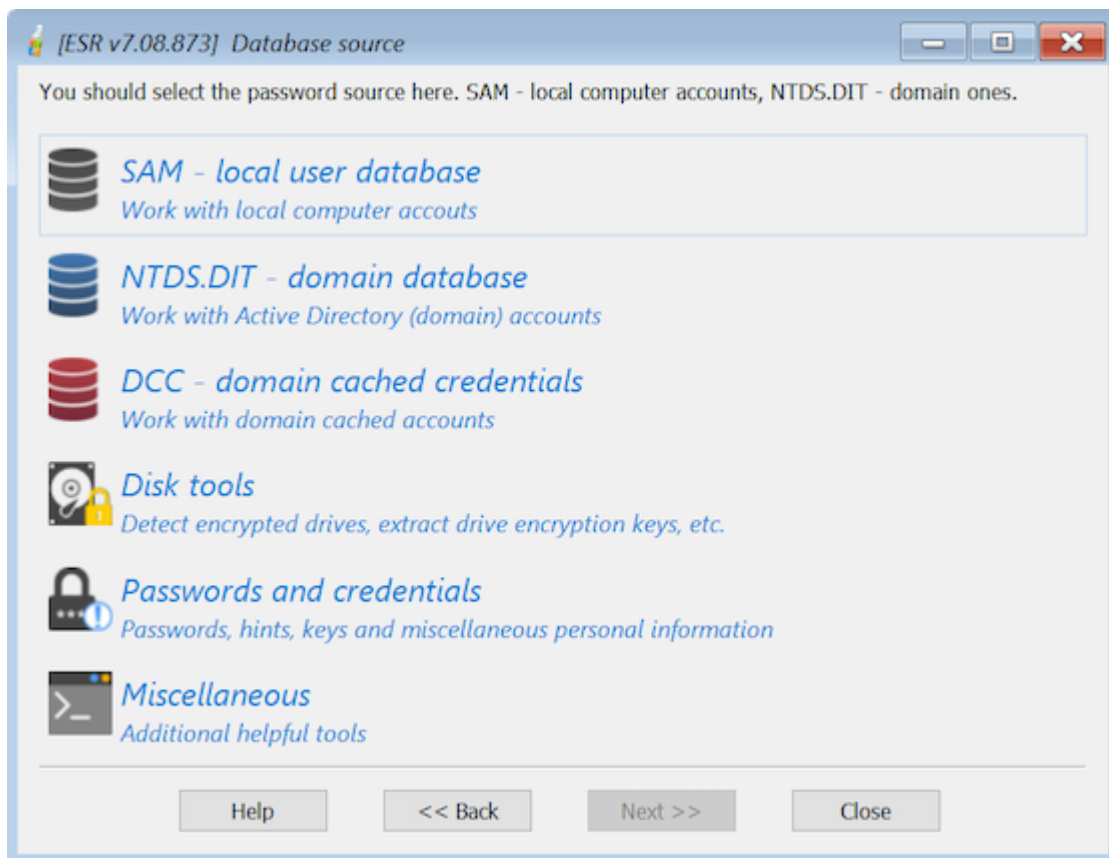 [ESR v7.08.873] Database source
You should select the password source here. SAM - local computer accounts, NTDS.DIT - domain ones.
SAM - local user database
Work with local computer accouts
NTDS.DIT - domain database
Work with Active Directory (domain) accounts
DCC - domain cached credentials
Work with domain cached accounts
Disk tools
Detect encrypted drives, extract drive encryption keys, etc.
Passwords and credentials
Passwords, hints, keys and miscellaneous personal information
Miscellaneous
Additional helpful tools
Help << Back Next >> Close